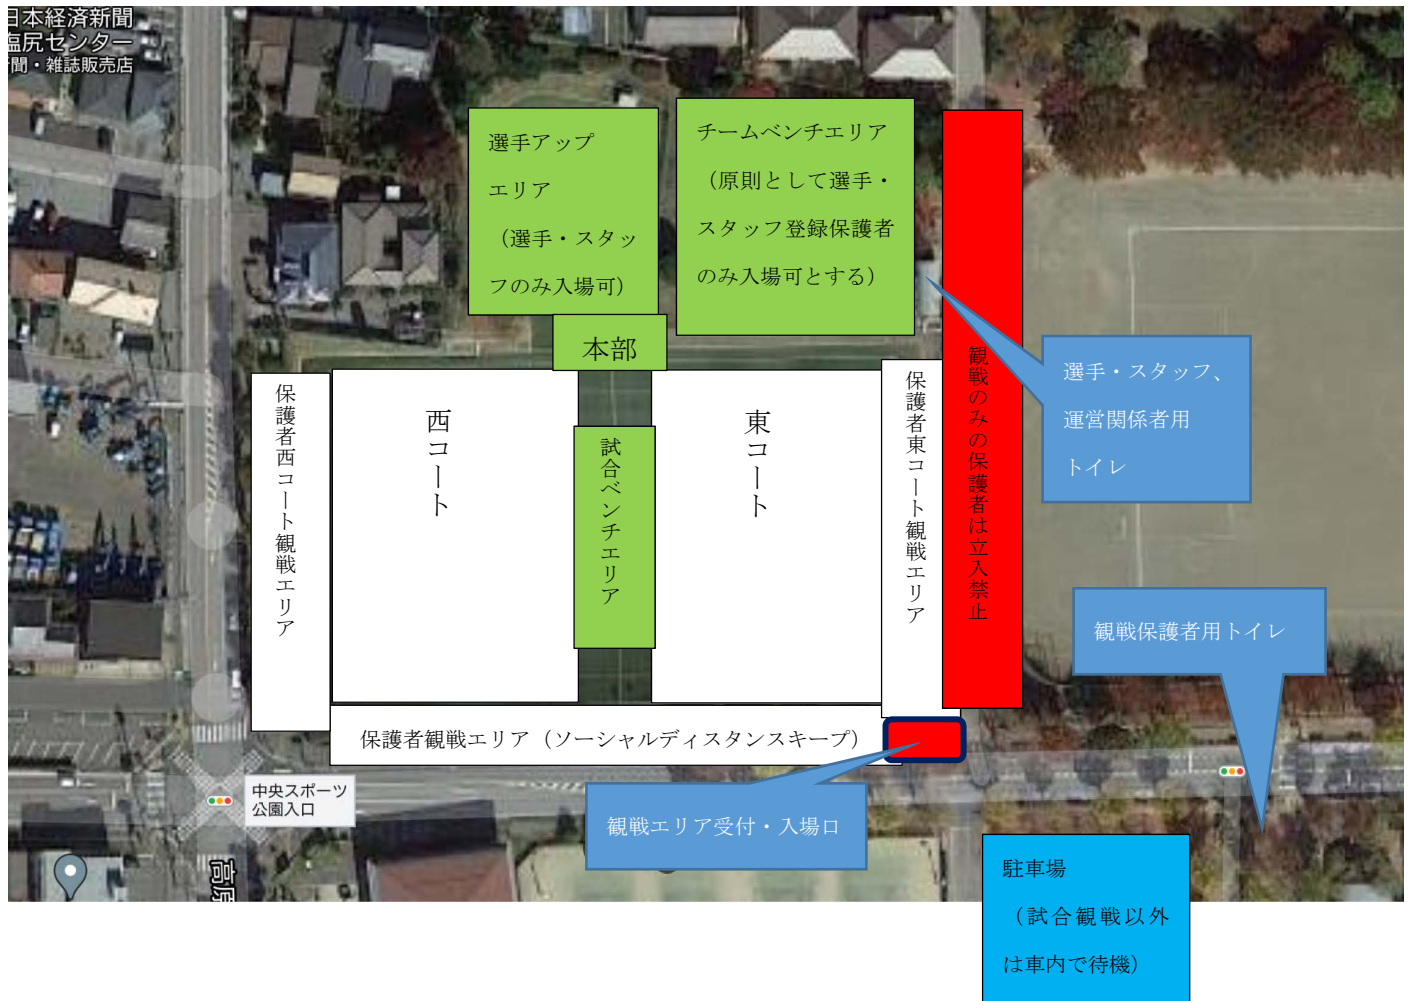 日本経済新聞
塩尻センター
聞・雑誌販売店
選手アップ
エリア
（選手・スタッ
フのみ入場可）
チームベンチエリア
（原則として選手・
スタッフ登録保護者
のみ入場可とする）
本部
選手・スタッフ、
運営関係者用
トイレ
保護者西コート観戦エリア
西コート
試合ベンチエリア
東コート
保護者東コート観戦エリア
観戦のみの保護者は立入禁止
観戦保護者用トイレ
保護者観戦エリア（ソーシャルディスタンスキープ）
中央スポーツ
公園入口
観戦エリア受付・入場口
駐車場
（試合観戦以外
は車内で待機）